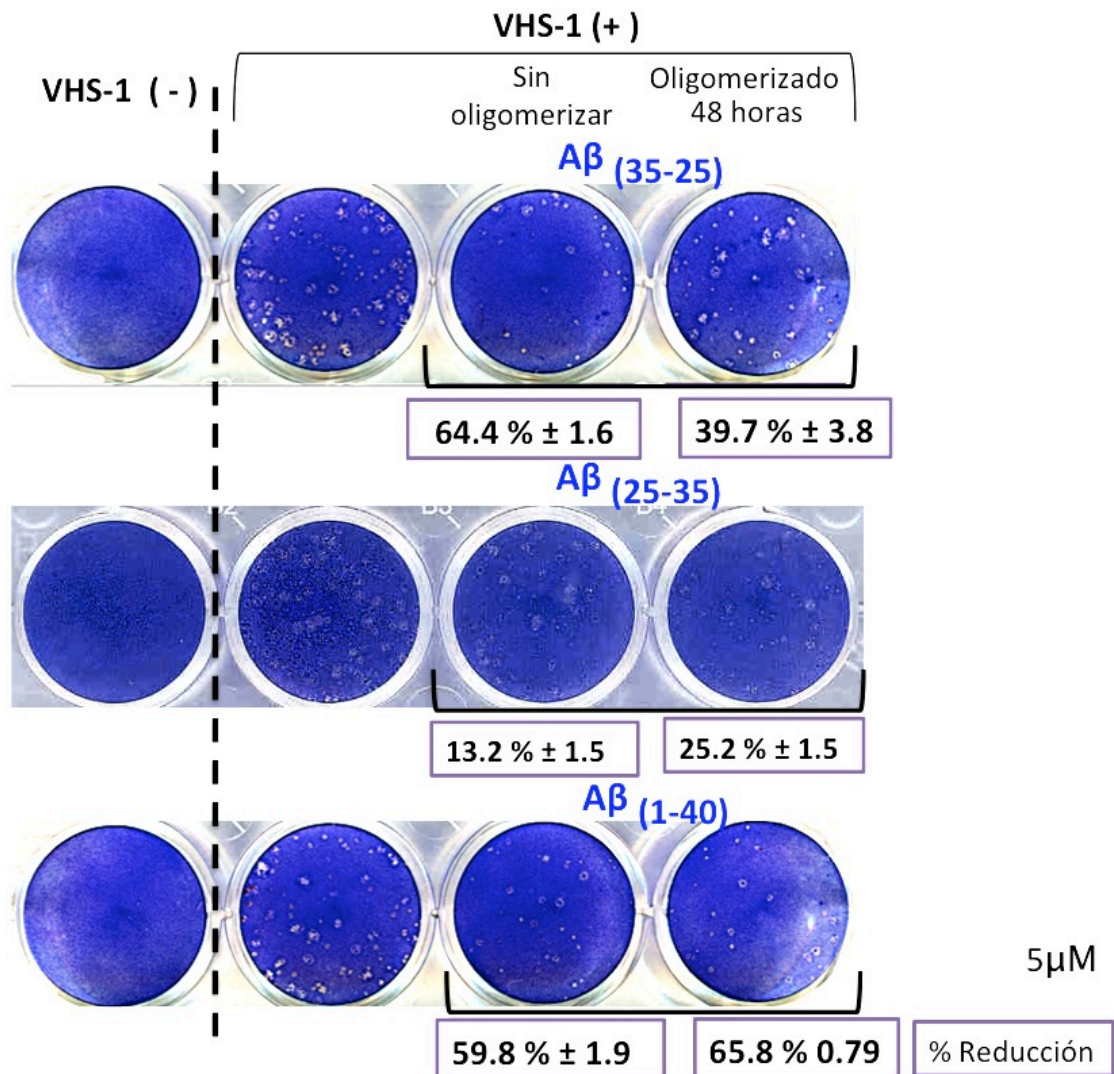 VHS-1 (+ )
VHS-1 ( - )
Sin
oligomerizar
Oligomerizado
48 horas
Aβ (35-25)
64.4 % ± 1.6
39.7 % ± 3.8
Aβ (25-35)
B3
B4
13.2 % ± 1.5
25.2 % ± 1.5
Aβ (1-40)
5µM
59.8 % ± 1.9
65.8 % 0.79
% Reducción